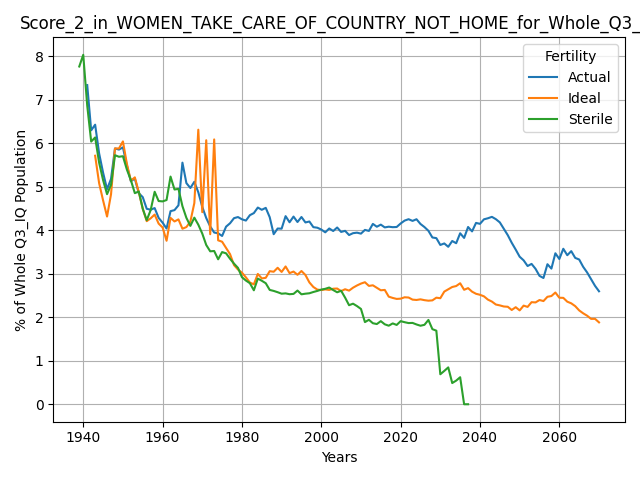 Score_2_in_WOMEN_TAKE_CARE_OF_COUNTRY_NOT_HOME_for_Whole_Q3_
Fertility
Actual
Ideal
Sterile
% of Whole Q3_IQ Population
8
7
6
5
4
3
2
1
0
1940 1960 1980 2000 2020 2040 2060
Years